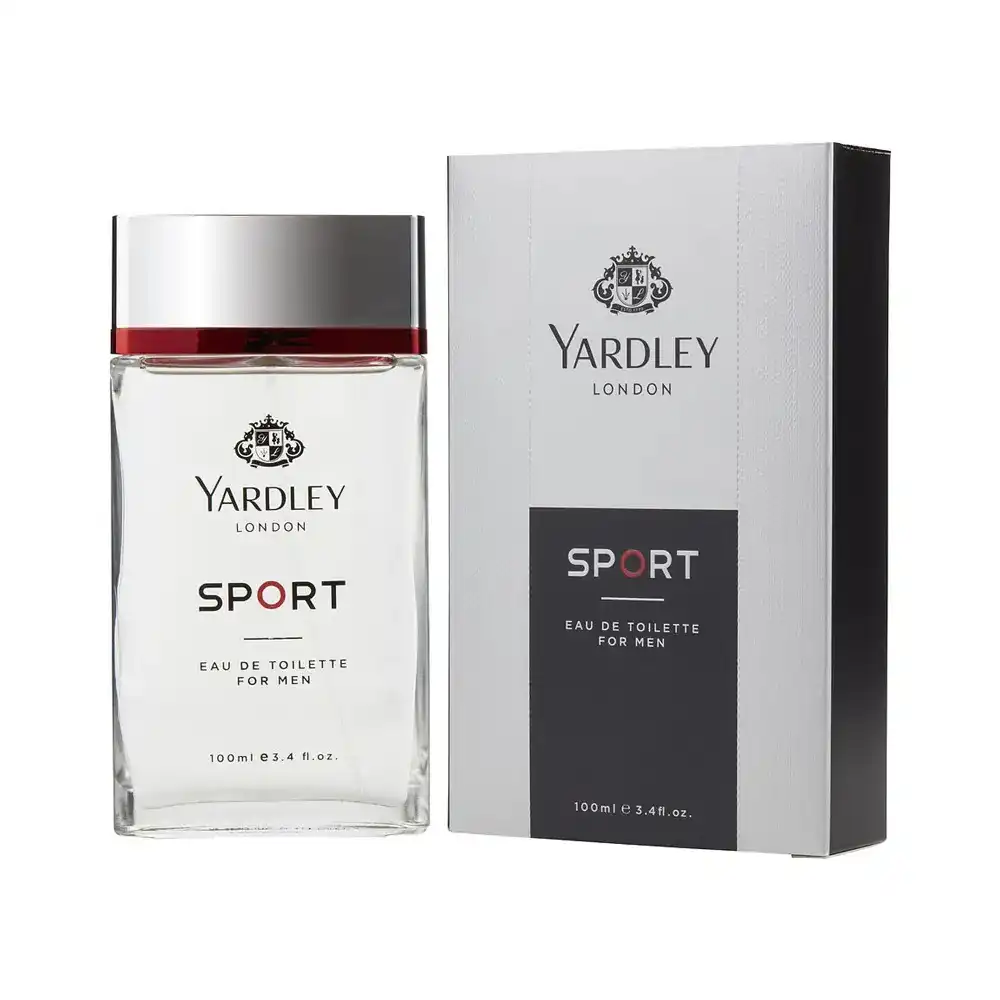 YARDLEY
LONDON
SPORT
EAU DE TOILETTE
FOR MEN
100ml e 3.4 fl.oz.
YARDLEY
LONDON
SPORT
EAU DE TOILETTE
FOR MEN
100ml e 3.4fl.oz.